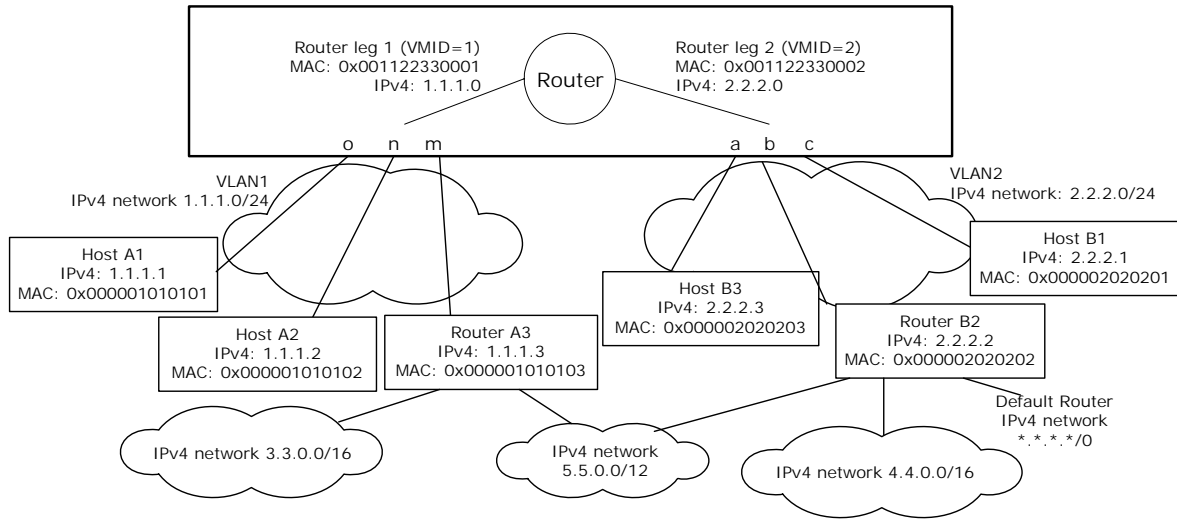 Router leg 1 (VMID=1)
MAC: 0x001122330001
IPv4: 1.1.1.0
Router
Router leg 2 (VMID=2)
MAC: 0x001122330002
IPv4: 2.2.2.0
o n m
a b c
VLAN1
IPv4 network 1.1.1.0/24
VLAN2
IPv4 network: 2.2.2.0/24
Host A1
IPv4: 1.1.1.1
MAC: 0x000001010101
Host B1
IPv4: 2.2.2.1
MAC: 0x000002020201
Host B3
IPv4: 2.2.2.3
MAC: 0x000002020203
Host A2
IPv4: 1.1.1.2
MAC: 0x000001010102
Router A3
IPv4: 1.1.1.3
MAC: 0x000001010103
Router B2
IPv4: 2.2.2.2
MAC: 0x000002020202
Default Router
IPv4 network
*.*.*.*/0
IPv4 network 3.3.0.0/16
IPv4 network
5.5.0.0/12
IPv4 network 4.4.0.0/16